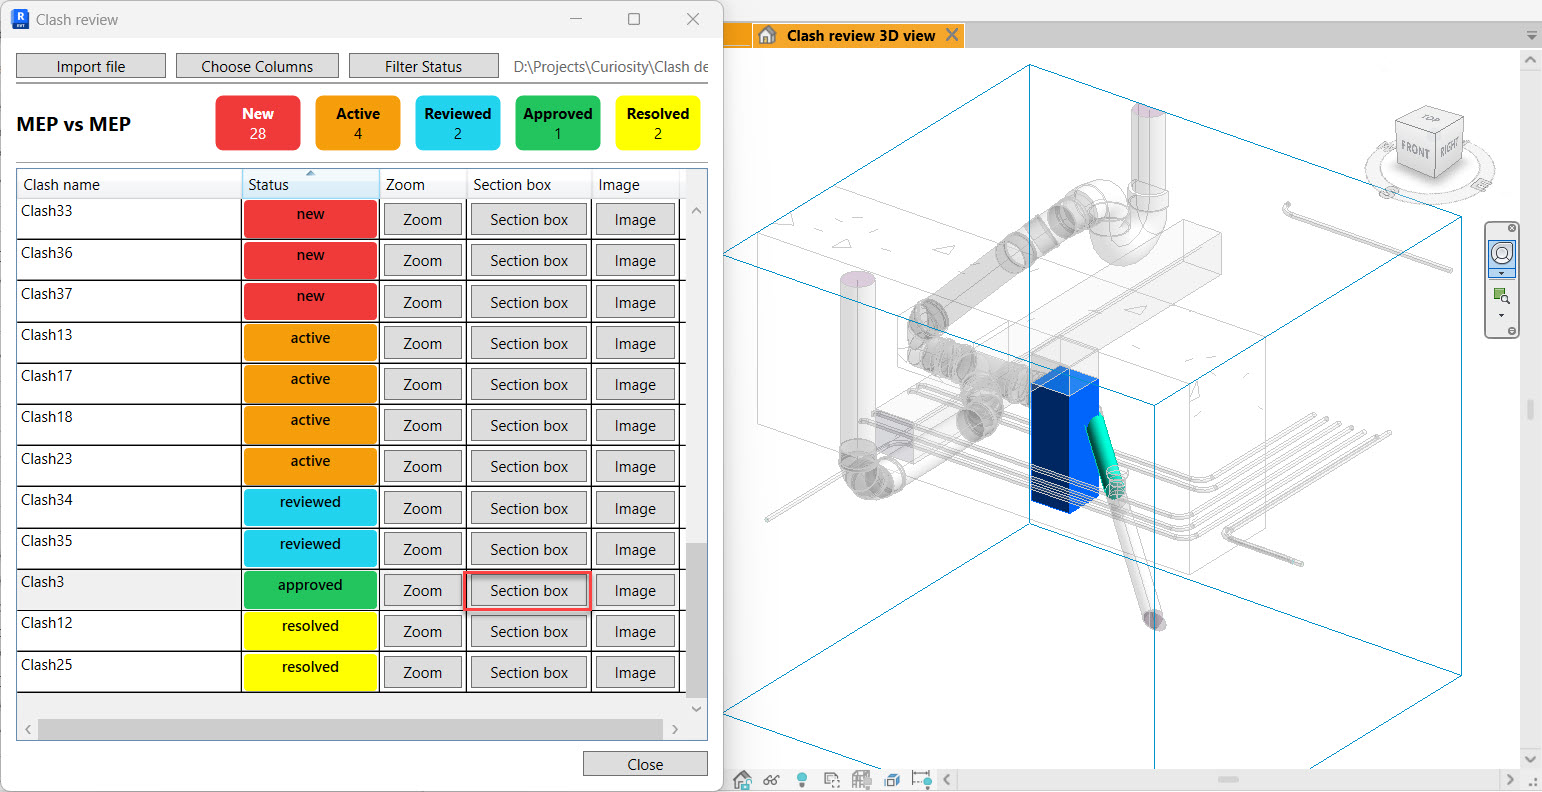 Clash review
Import file Choose Columns Filter Status D:\Projects\Curiosity\Clash de
MEP vs MEP
New 28
Active 4
Reviewed 2
Approved 1
Resolved 2
Clash name Status Zoom Section box Image
Clash33 new Zoom Section box Image
Clash36 new Zoom Section box Image
Clash37 new Zoom Section box Image
Clash13 active Zoom Section box Image
Clash17 active Zoom Section box Image
Clash18 active Zoom Section box Image
Clash23 active Zoom Section box Image
Clash34 reviewed Zoom Section box Image
Clash35 reviewed Zoom Section box Image
Clash3 approved Zoom Section box Image
Clash12 resolved Zoom Section box Image
Clash25 resolved Zoom Section box Image
Close
Clash review 3D view
TOP
FRONT RIGHT